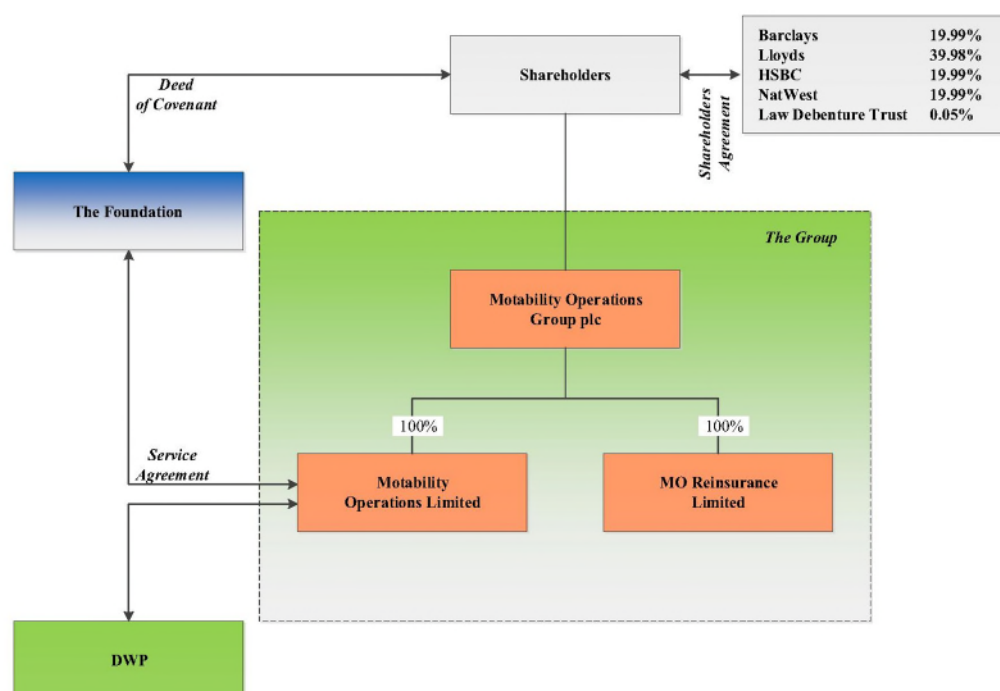 Barclays 19.99%
Lloyds 39.98%
HSBC 19.99%
NatWest 19.99%
Law Debenture Trust 0.05%
Shareholders
Deed
of Covenant
Shareholders
Agreement
The Foundation
The Group
Motability Operations
Group plc
100%
100%
Service
Agreement
Motability
Operations Limited
MO Reinsurance
Limited
DWP